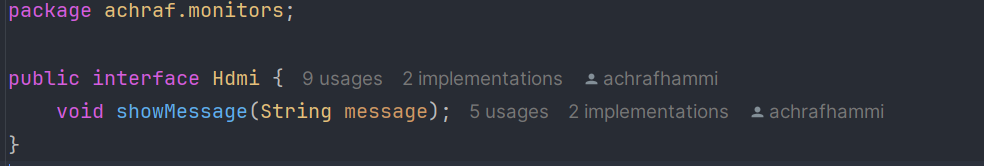 package achraf.monitors;
public interface Hdmi { 9 usages 2 implementations achrafhammi
void showMessage(String message); 5 usages 2 implementations achrafhammi
}